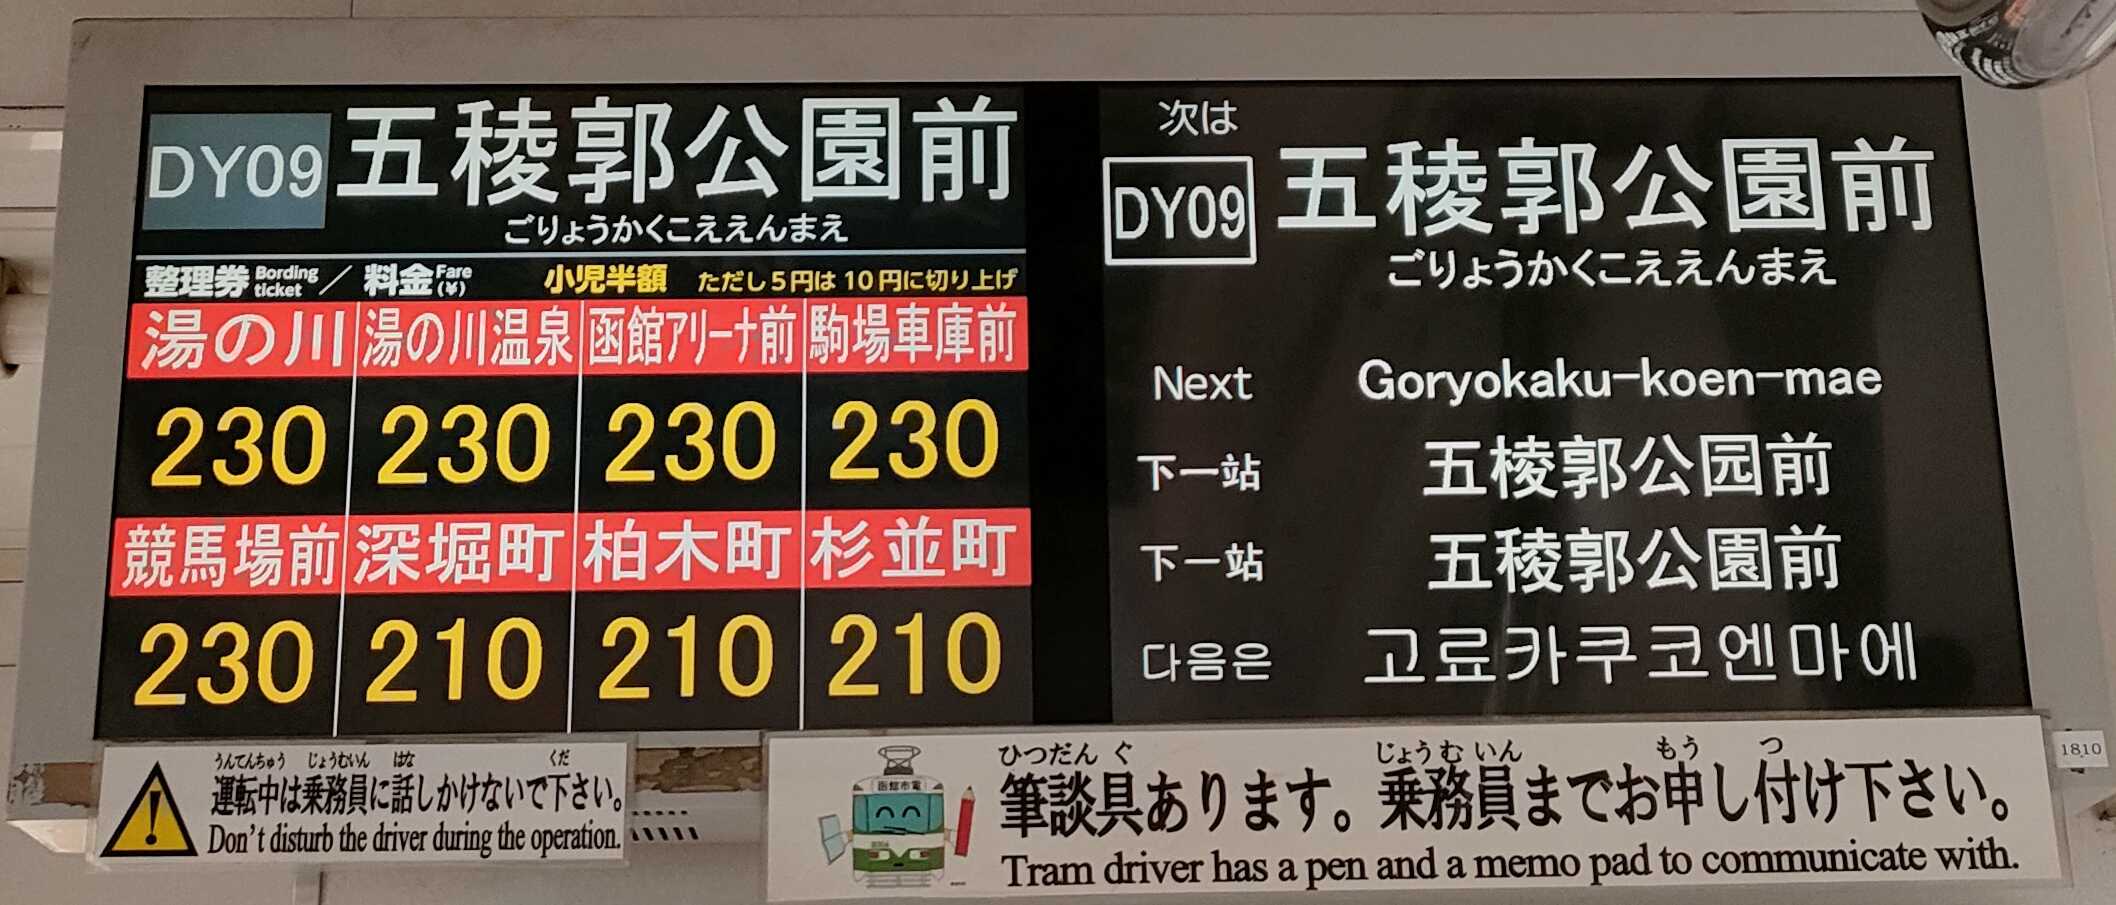 DY09 五稜郭公園前
ごりょうかくこええんまえ
整理券 Bording ticket ／ 料金 Fare (¥) 小児半額 ただし5円は10円に切り上げ
湯の川 湯の川温泉 函館アリーナ前 駒場車庫前
230 230 230 230
競馬場前 深堀町 柏木町 杉並町
230 210 210 210
次は
DY09 五稜郭公園前
ごりょうかくこええんまえ
Next Goryokaku-koen-mae
下一站 五棱郭公园前
下一站 五稜郭公園前
다음은 고료카쿠코엔마에
うんてんちゅう じょうむいん はな くだ
運転中は乗務員に話しかけないで下さい。
Don't disturb the driver during the operation.
函館市電
ひつだん ぐ じょう む いん もう つ
筆談具あります。乗務員までお申し付け下さい。
Tram driver has a pen and a memo pad to communicate with.
1810